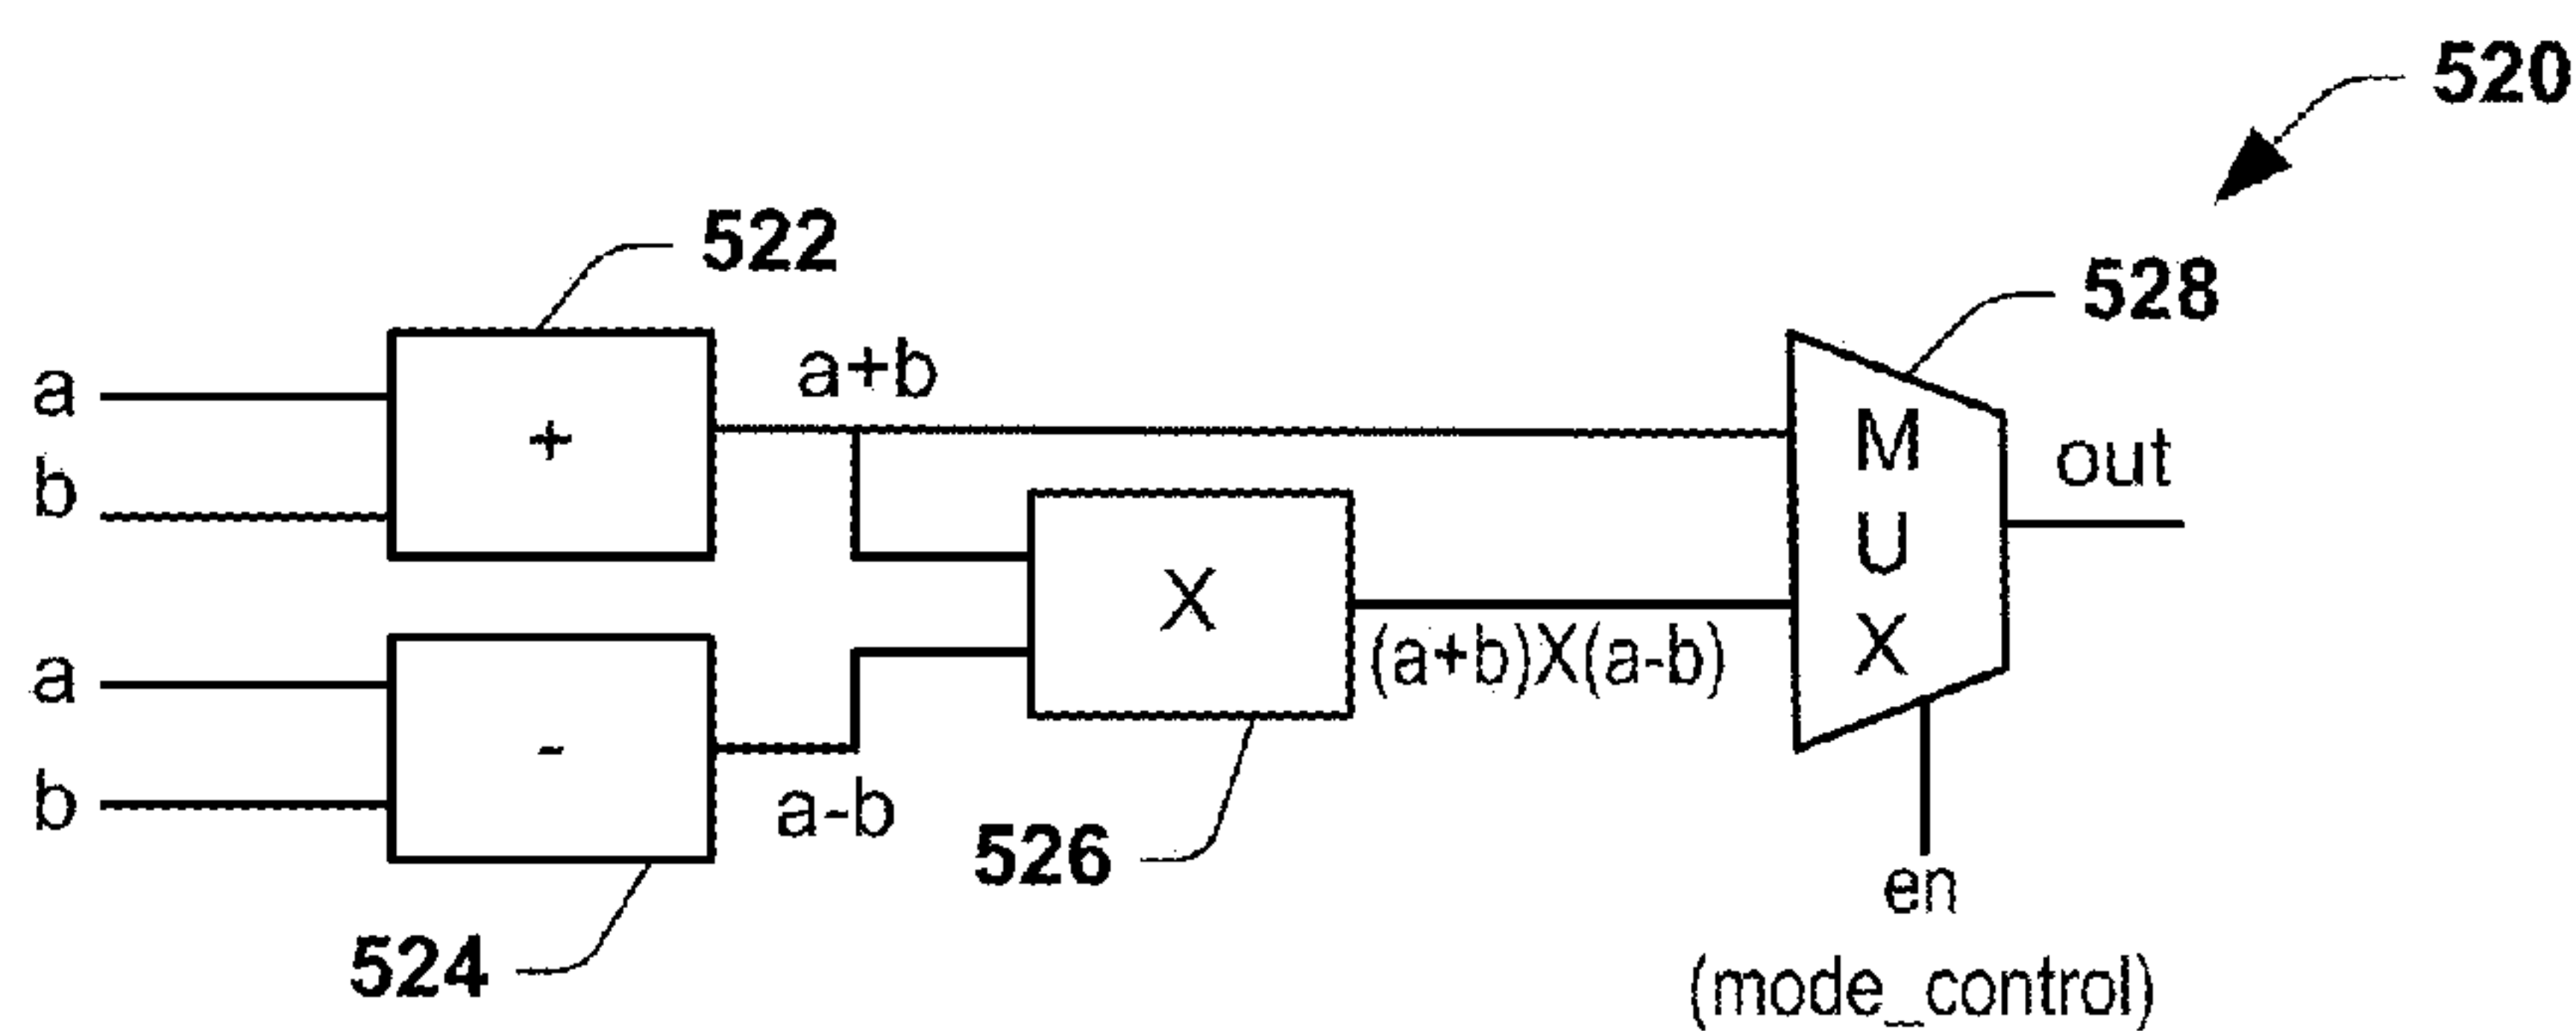 520
522
528
a
b
+
a+b
M
U
X
out
X
(a+b)X(a-b)
a
b
-
a-b
526
524
en
(mode_control)